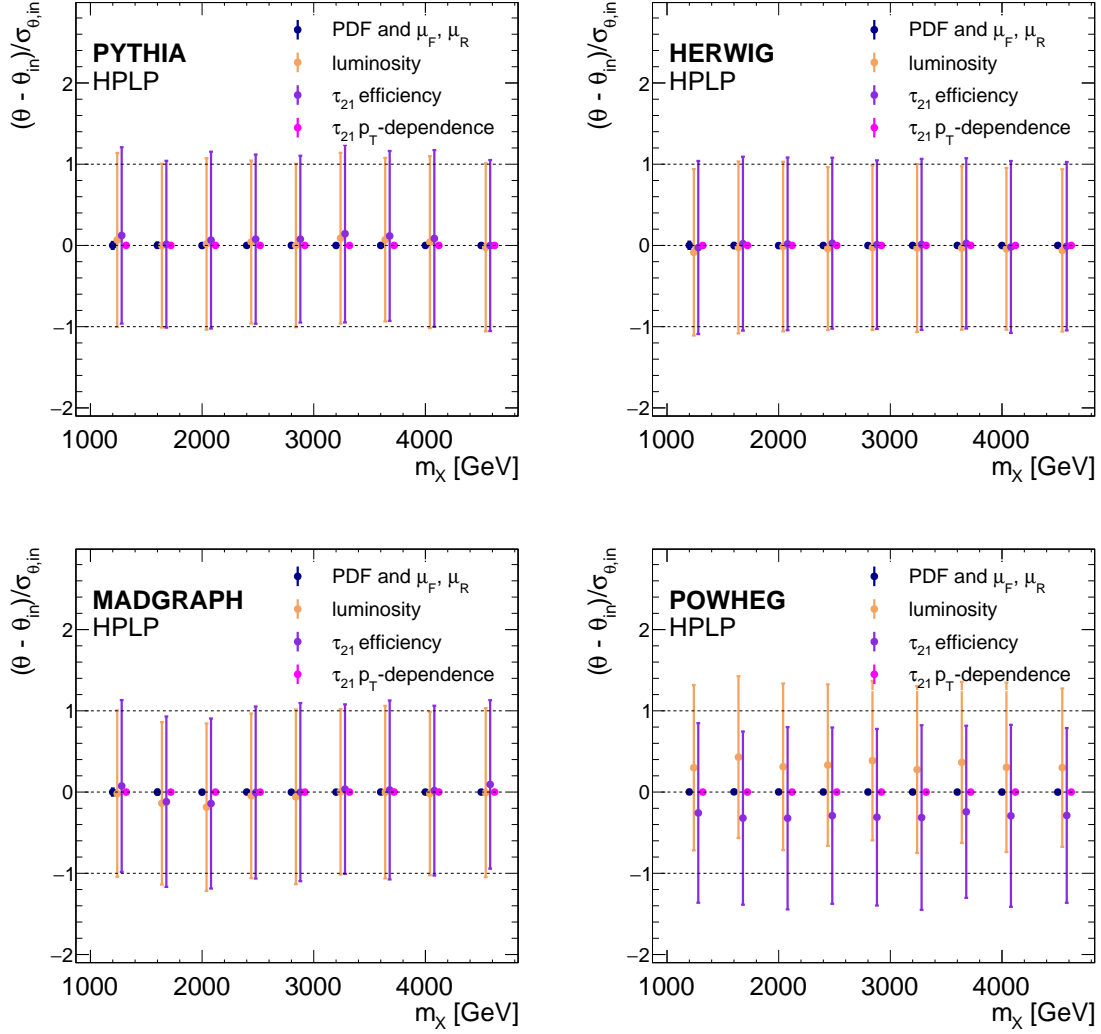 (θ - θin)/σθ,in
PYTHIA
HPLP
PDF and μF, μR
luminosity
τ21 efficiency
τ21 pT-dependence
2
1
0
−1
−2
1000 2000 3000 4000
mX [GeV]
(θ - θin)/σθ,in
HERWIG
HPLP
PDF and μF, μR
luminosity
τ21 efficiency
τ21 pT-dependence
2
1
0
−1
−2
1000 2000 3000 4000
mX [GeV]
(θ - θin)/σθ,in
MADGRAPH
HPLP
PDF and μF, μR
luminosity
τ21 efficiency
τ21 pT-dependence
2
1
0
−1
−2
1000 2000 3000 4000
mX [GeV]
(θ - θin)/σθ,in
POWHEG
HPLP
PDF and μF, μR
luminosity
τ21 efficiency
τ21 pT-dependence
2
1
0
−1
−2
1000 2000 3000 4000
mX [GeV]